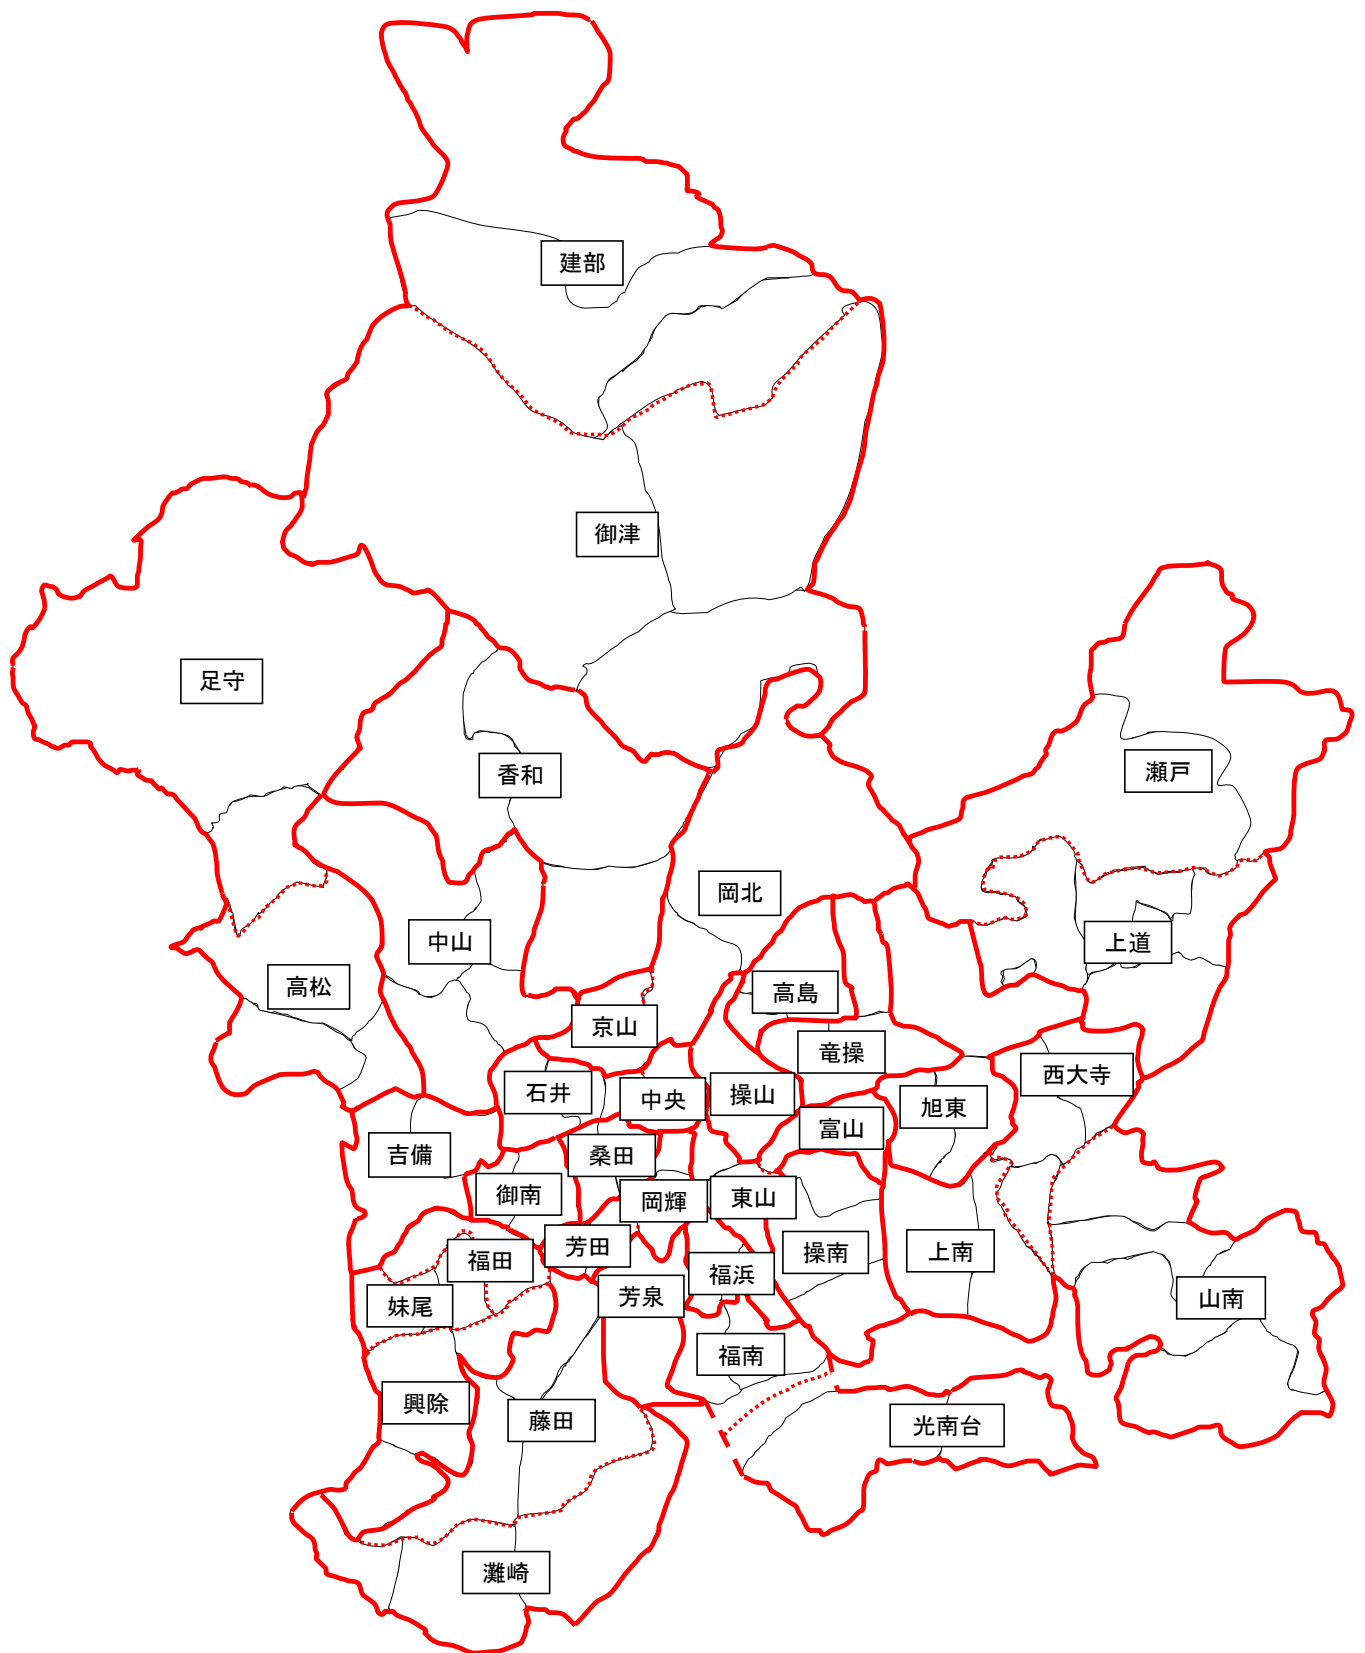 建部
御津
足守
香和
瀬戸
岡北
中山
上道
高松
高島
京山
竜操
西大寺
石井
中央
操山
旭東
富山
吉備
桑田
御南
岡輝
東山
芳田
福田
操南
上南
福浜
妹尾
芳泉
山南
福南
興除
藤田
光南台
灘崎